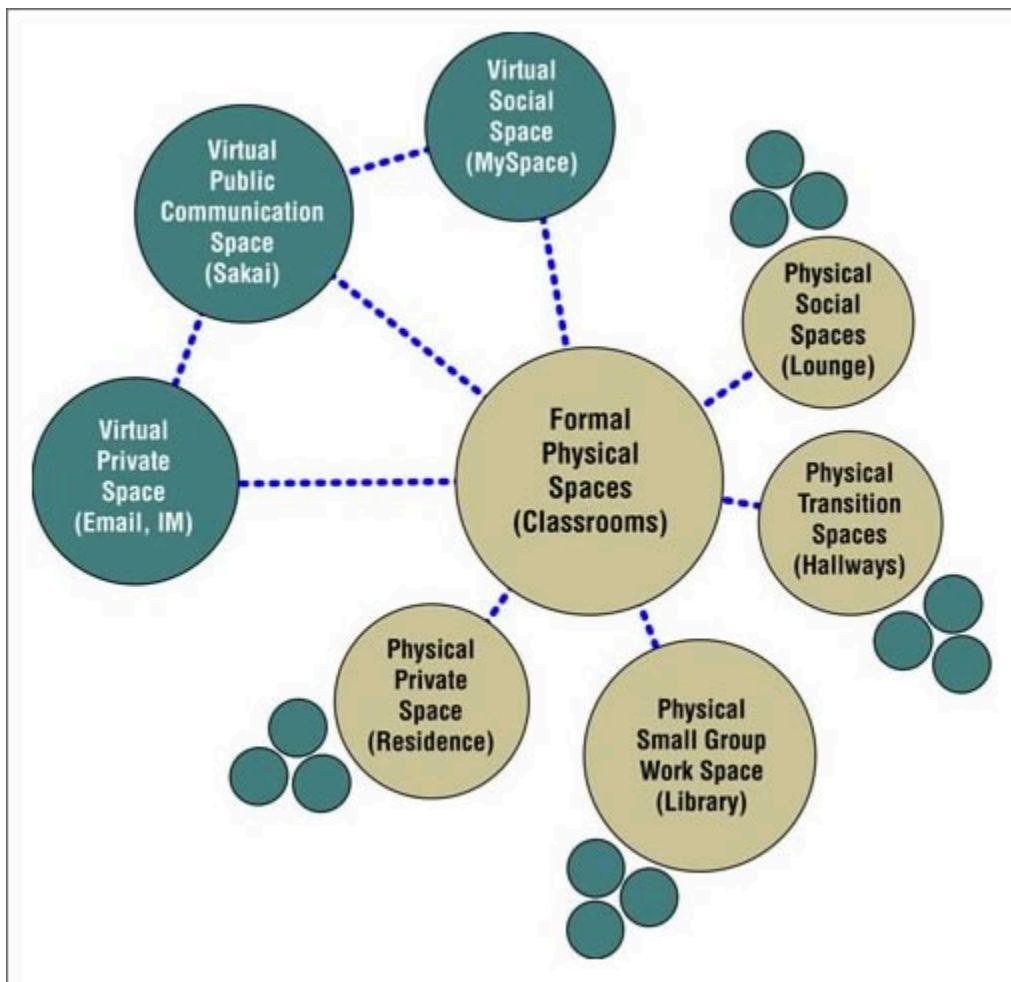 Virtual
Social
Space
(MySpace)
Virtual
Public
Communication
Space
(Sakai)
Physical
Social
Spaces
(Lounge)
Formal
Physical
Spaces
(Classrooms)
Virtual
Private
Space
(Email, IM)
Physical
Transition
Spaces
(Hallways)
Physical
Private
Space
(Residence)
Physical
Small Group
Work Space
(Library)